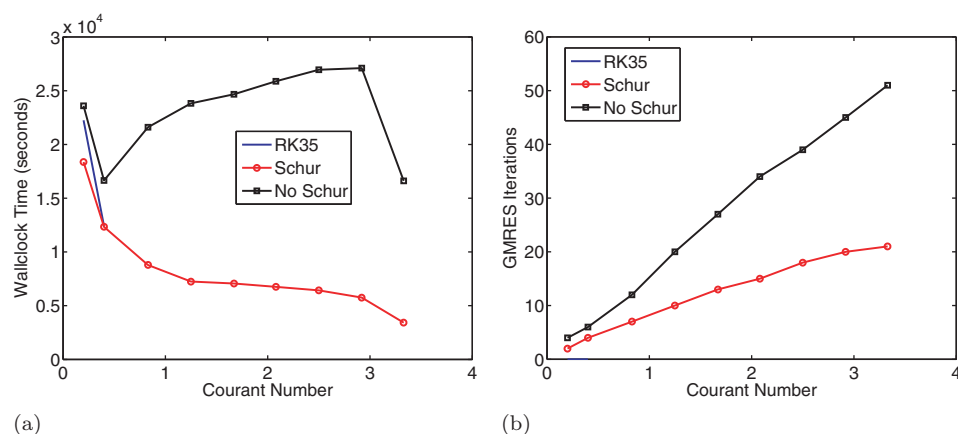 x 10⁴
3
2.5
2
1.5
1
0.5
0
0
1
2
3
4
Wallclock Time (seconds)
Courant Number
RK35
Schur
No Schur
(a)
60
50
40
30
20
10
0
0
1
2
3
4
GMRES Iterations
Courant Number
RK35
Schur
No Schur
(b)